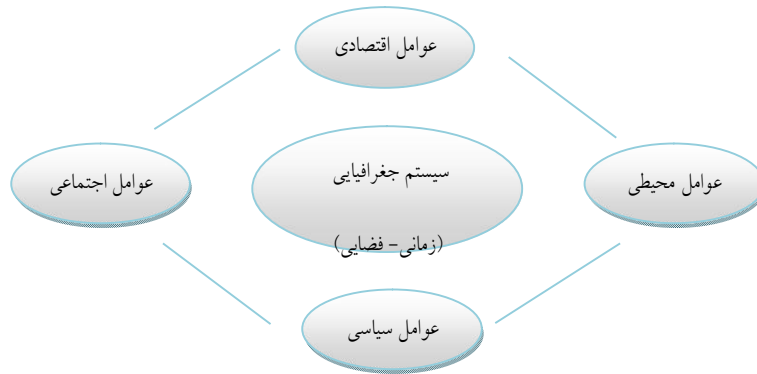 عوامل اقتصادی
عوامل محیطی
سیستم جغرافیایی
(زمانی- فضایی)
عوامل اجتماعی
عوامل سیاسی